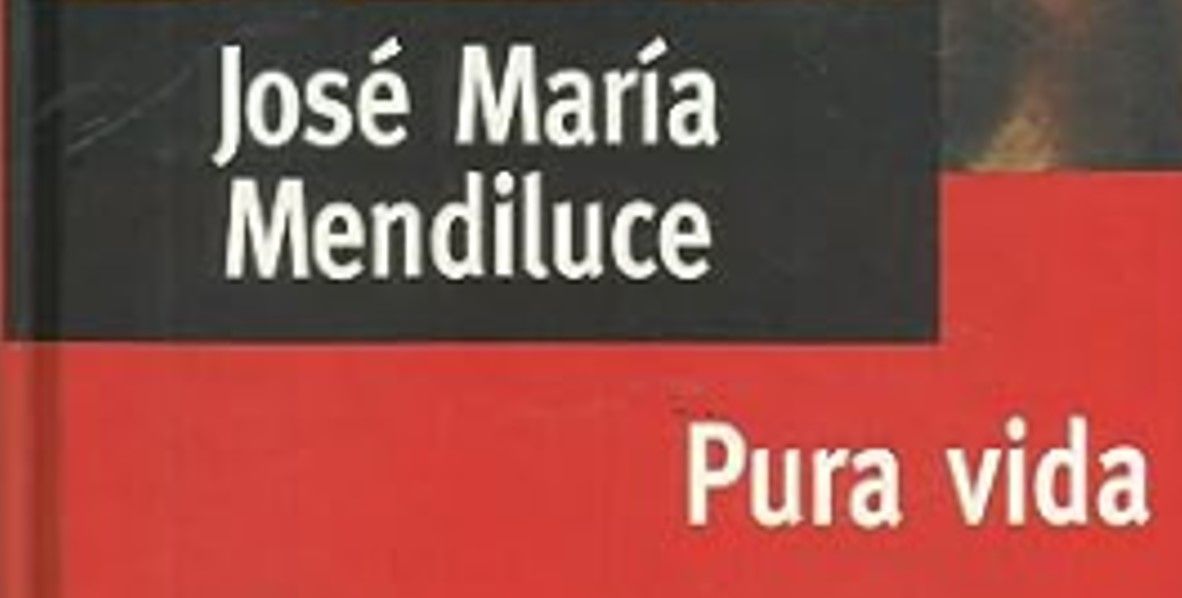 José María
Mendiluce
Pura vida